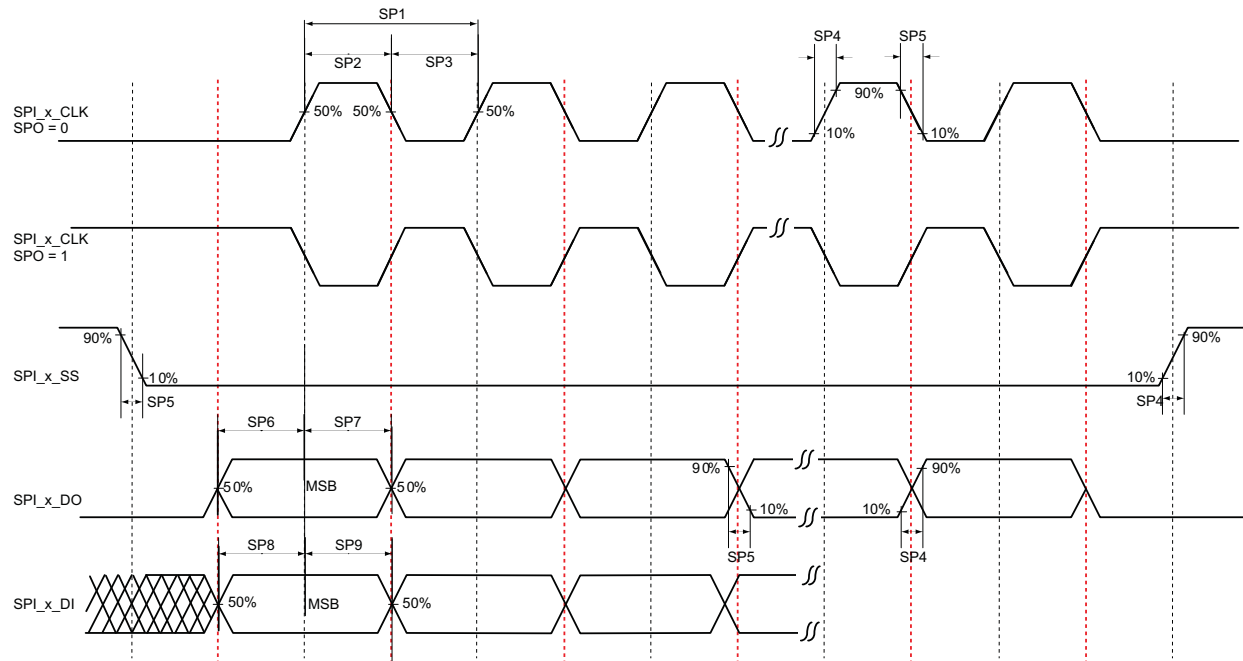 SP1
SP2
SP3
SP4
SP5
SPI_x_CLK
SPO = 0
50%
50%
50%
90%
10%
10%
SPI_x_CLK
SPO = 1
90%
90%
SPI_x_SS
10%
10%
SP5
SP4
SP6
SP7
90%
90%
SPI_x_DO
50%
MSB
50%
10%
10%
SP5
SP4
SP8
SP9
SPI_x_DI
50%
MSB
50%